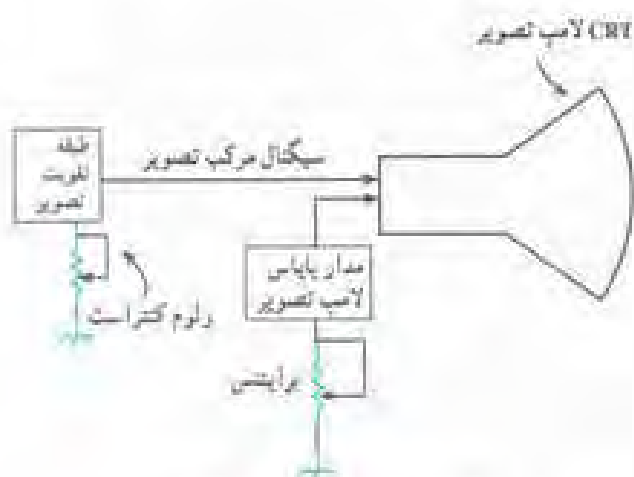 CRT لامپ تصویر
طبقه
تقویت
تصویر
سیگنال مرکب تصویر
مدار بایاس
لامپ تصویر
ولوم کنتراست
برایتنس